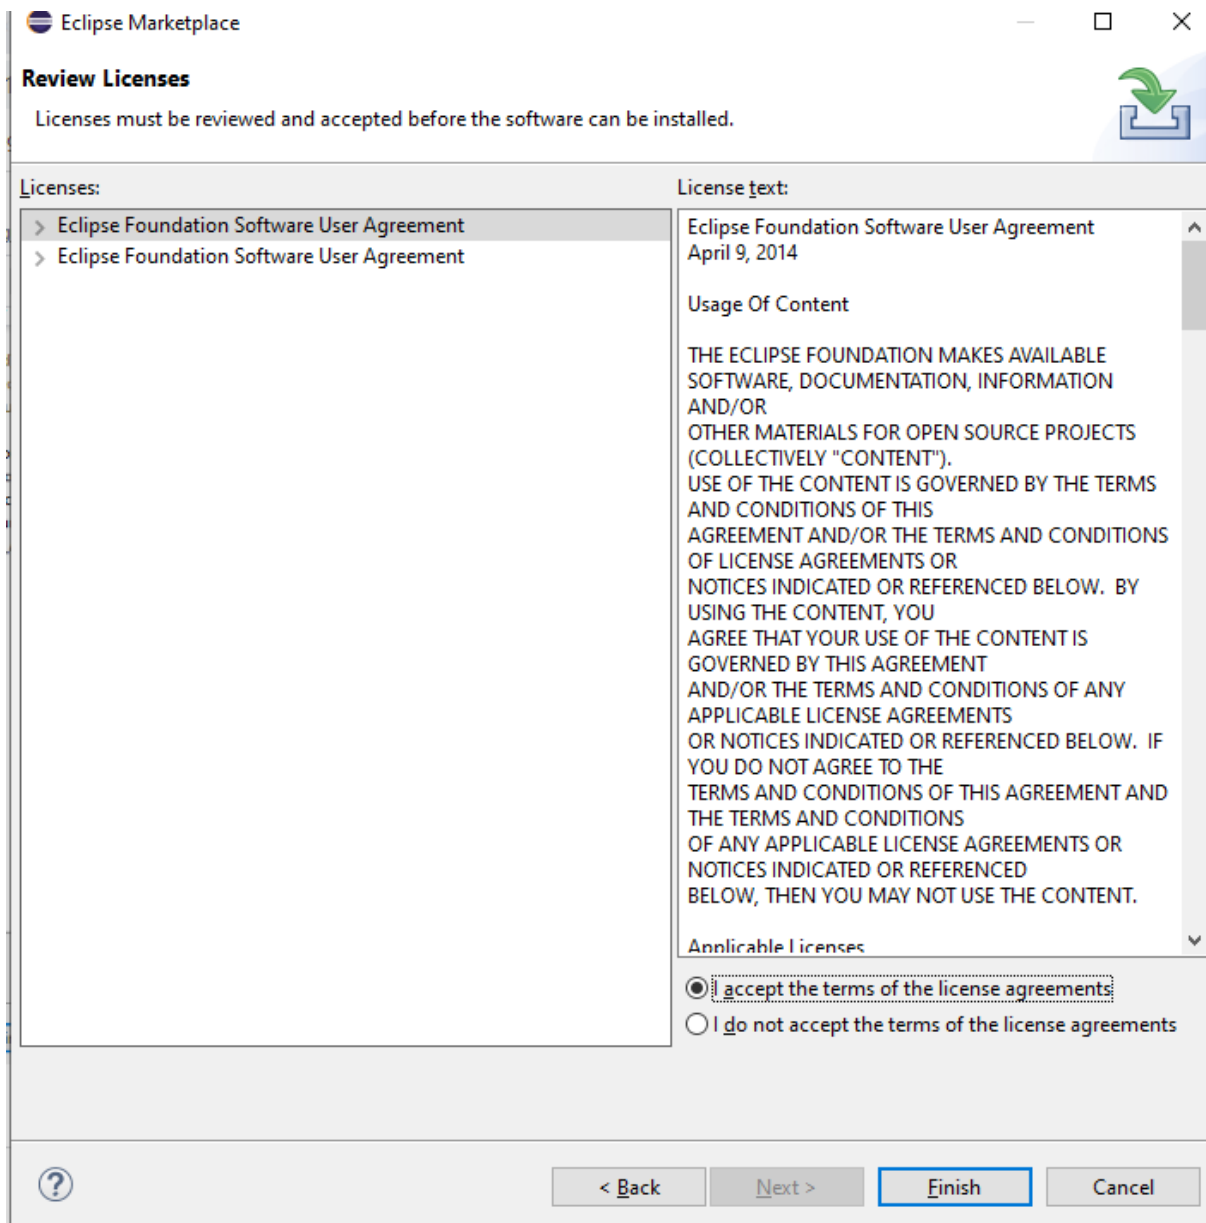 Eclipse Marketplace
Review Licenses
Licenses must be reviewed and accepted before the software can be installed.
Licenses:
Eclipse Foundation Software User Agreement
Eclipse Foundation Software User Agreement
License text:
Eclipse Foundation Software User Agreement
April 9, 2014
Usage Of Content
THE ECLIPSE FOUNDATION MAKES AVAILABLE
SOFTWARE, DOCUMENTATION, INFORMATION
AND/OR
OTHER MATERIALS FOR OPEN SOURCE PROJECTS
(COLLECTIVELY "CONTENT").
USE OF THE CONTENT IS GOVERNED BY THE TERMS
AND CONDITIONS OF THIS
AGREEMENT AND/OR THE TERMS AND CONDITIONS
OF LICENSE AGREEMENTS OR
NOTICES INDICATED OR REFERENCED BELOW.  BY
USING THE CONTENT, YOU
AGREE THAT YOUR USE OF THE CONTENT IS
GOVERNED BY THIS AGREEMENT
AND/OR THE TERMS AND CONDITIONS OF ANY
APPLICABLE LICENSE AGREEMENTS
OR NOTICES INDICATED OR REFERENCED BELOW.  IF
YOU DO NOT AGREE TO THE
TERMS AND CONDITIONS OF THIS AGREEMENT AND
THE TERMS AND CONDITIONS
OF ANY APPLICABLE LICENSE AGREEMENTS OR
NOTICES INDICATED OR REFERENCED
BELOW, THEN YOU MAY NOT USE THE CONTENT.
Applicable Licenses
I accept the terms of the license agreements
I do not accept the terms of the license agreements
?
< Back
Next >
Finish
Cancel